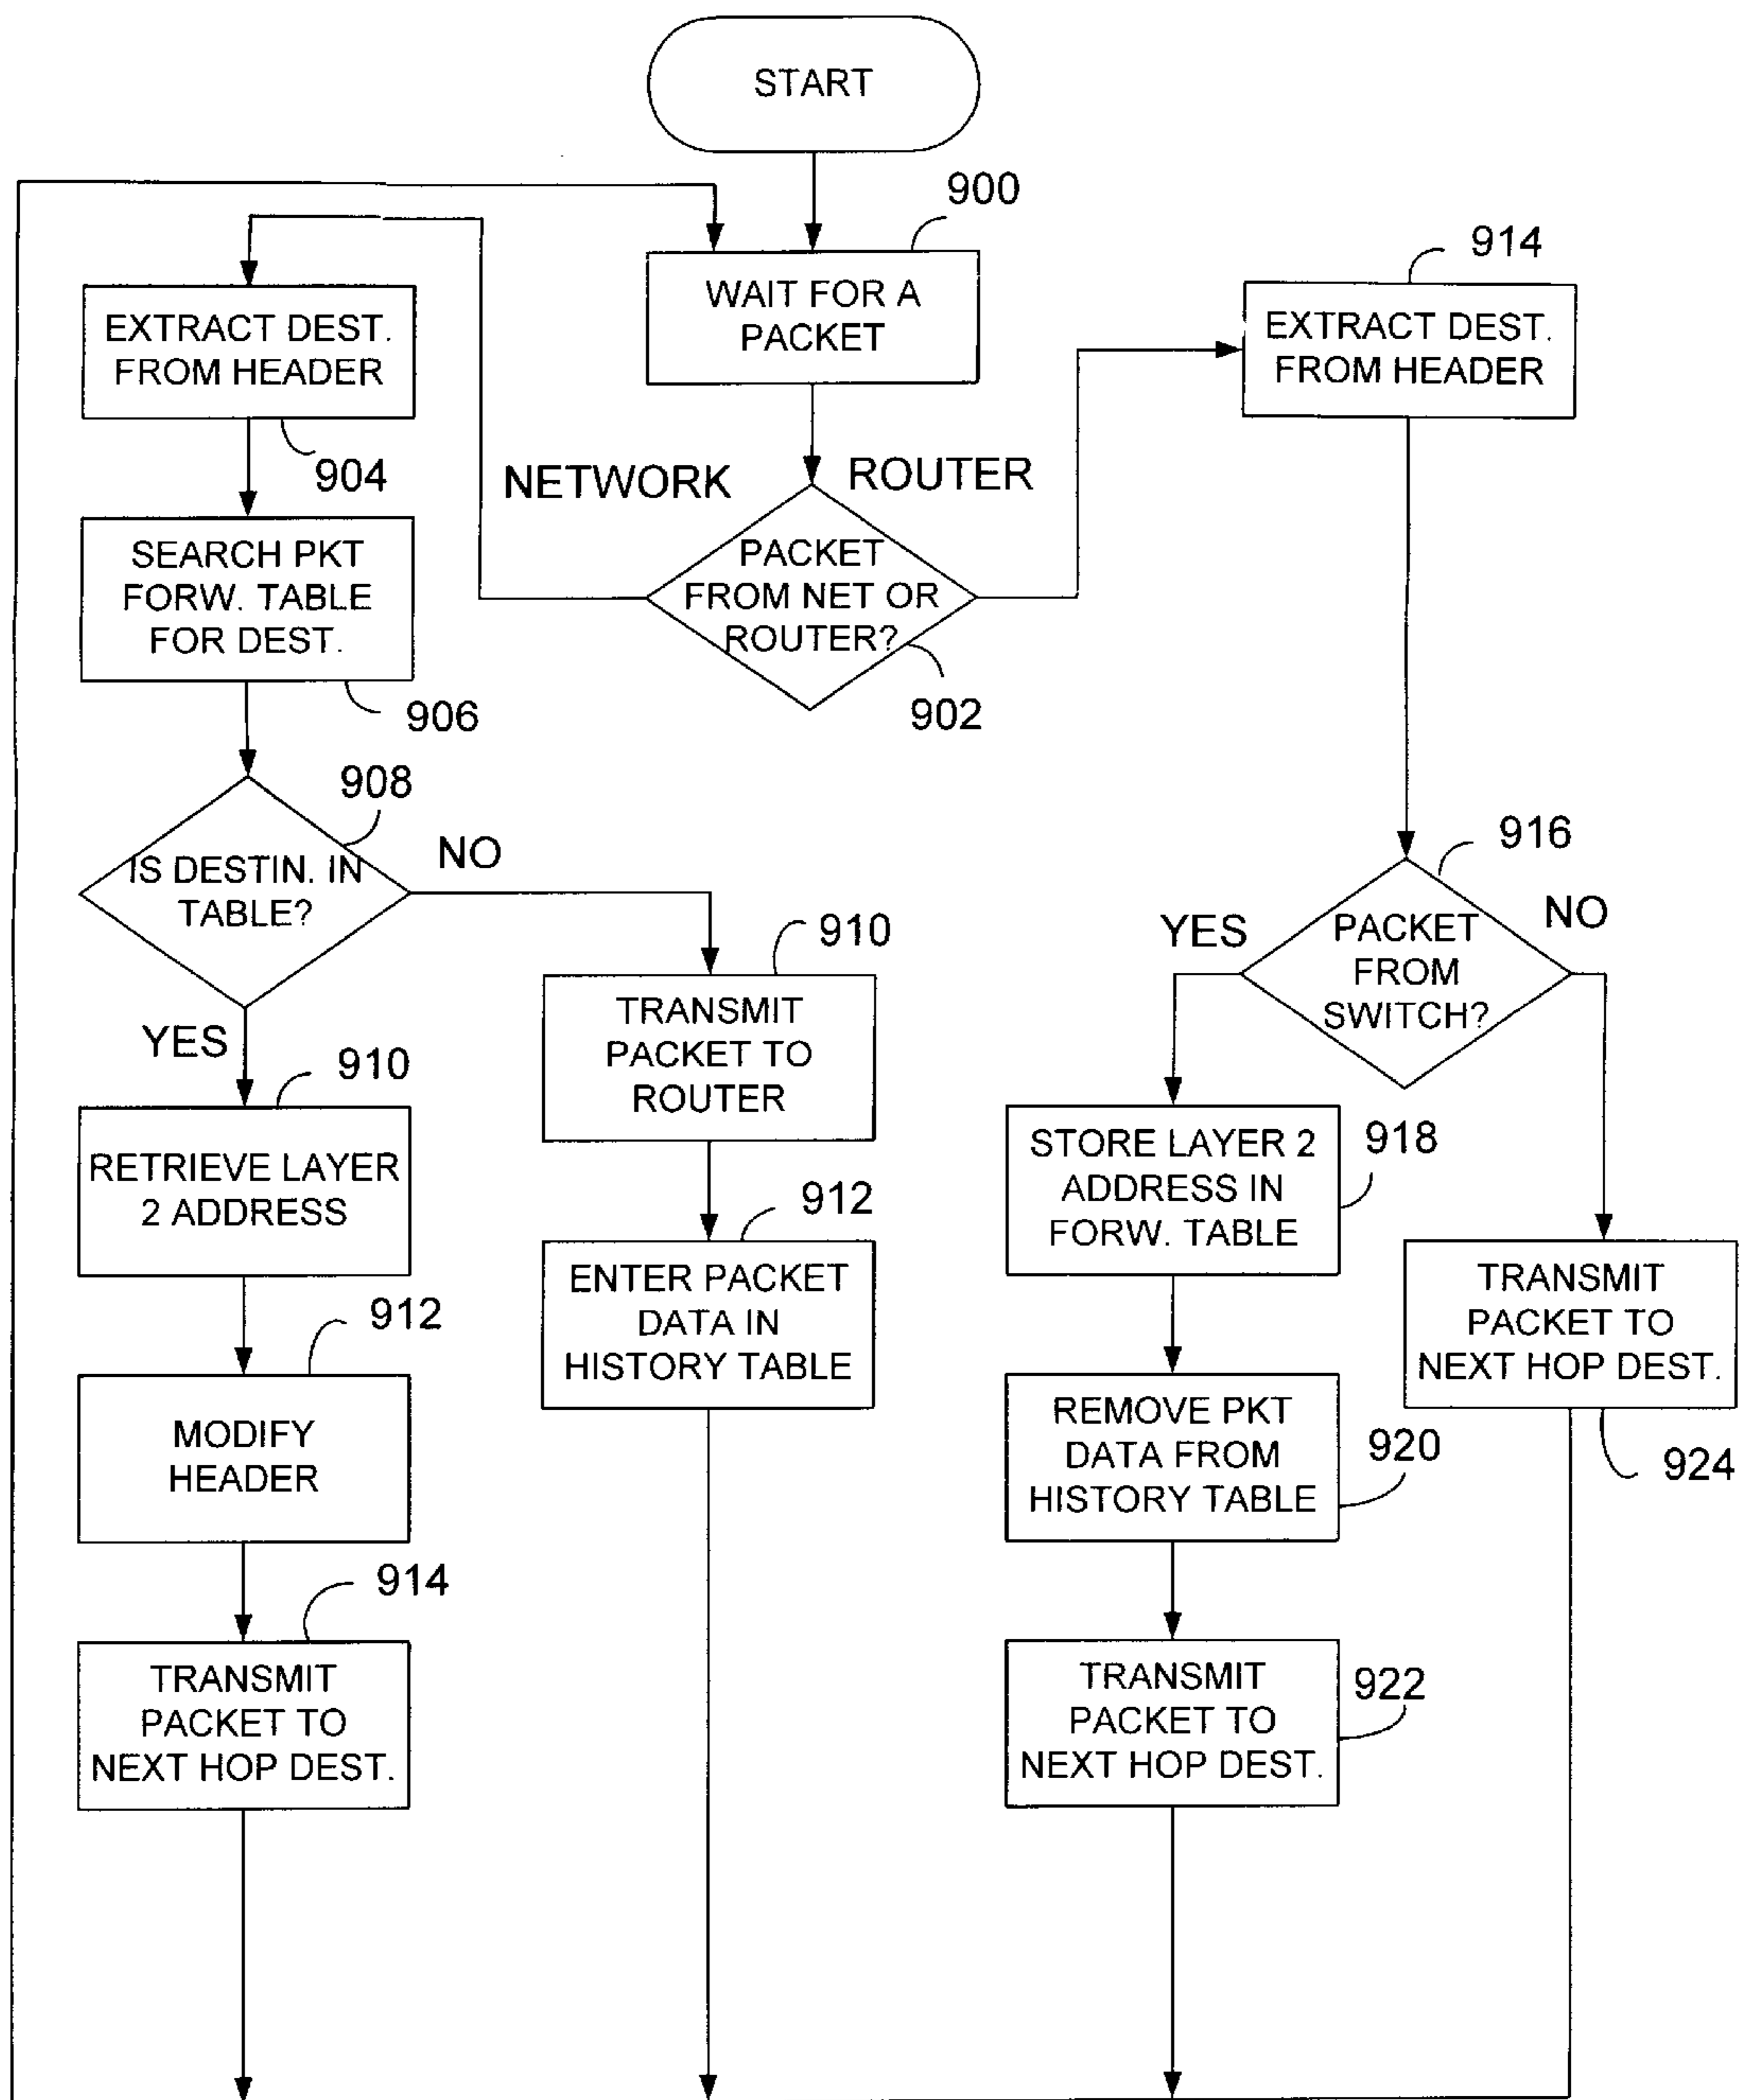 START
900
WAIT FOR A
PACKET
914
EXTRACT DEST.
FROM HEADER
EXTRACT DEST.
FROM HEADER
904
NETWORK
ROUTER
PACKET
FROM NET OR
ROUTER?
902
SEARCH PKT
FORW. TABLE
FOR DEST.
906
908
IS DESTIN. IN
TABLE?
NO
YES
910
TRANSMIT
PACKET TO
ROUTER
910
RETRIEVE LAYER
2 ADDRESS
912
ENTER PACKET
DATA IN
HISTORY TABLE
912
MODIFY
HEADER
914
TRANSMIT
PACKET TO
NEXT HOP DEST.
916
PACKET
FROM
SWITCH?
YES
NO
STORE LAYER 2
ADDRESS IN
FORW. TABLE
918
REMOVE PKT
DATA FROM
HISTORY TABLE
920
TRANSMIT
PACKET TO
NEXT HOP DEST.
922
TRANSMIT
PACKET TO
NEXT HOP DEST.
924